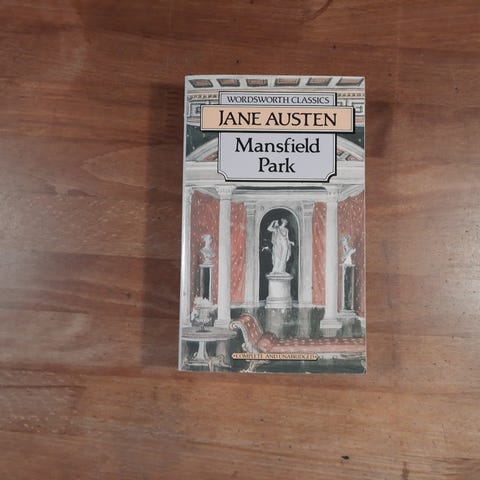 WORDSWORTH CLASSICS
JANE AUSTEN
Mansfield
Park
•COMPLETE AND UNABRIDGED•